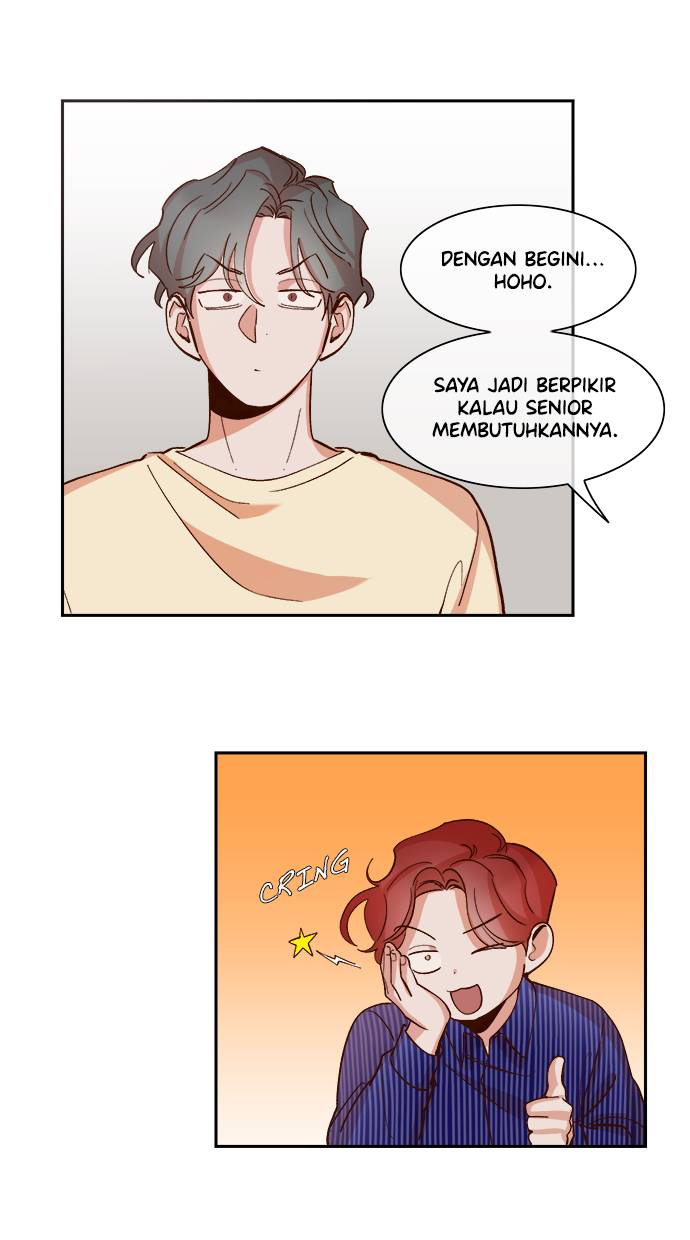 DENGAN BEGINI...
HOHO.
SAYA JADI BERPIKIR
KALAU SENIOR
MEMBUTUHKANNYA.
CRING